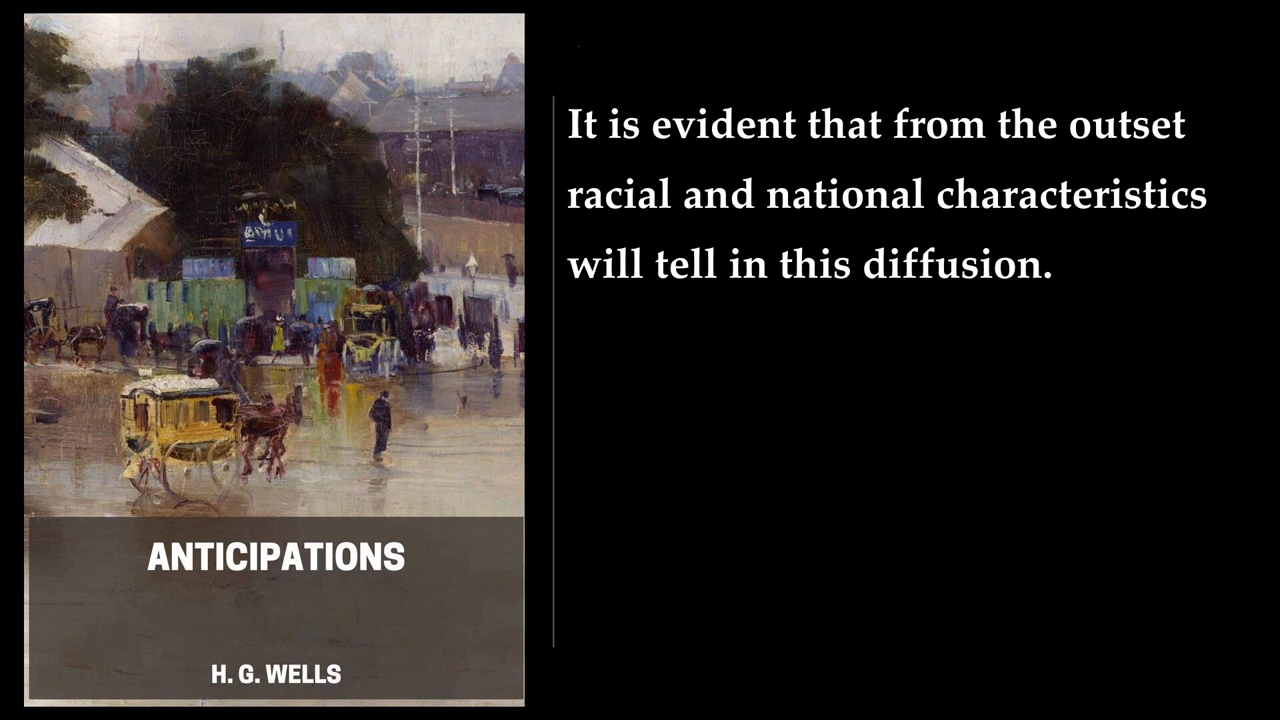 It is evident that from the outset
racial and national characteristics
will tell in this diffusion.
ANTICIPATIONS
H. G. WELLS